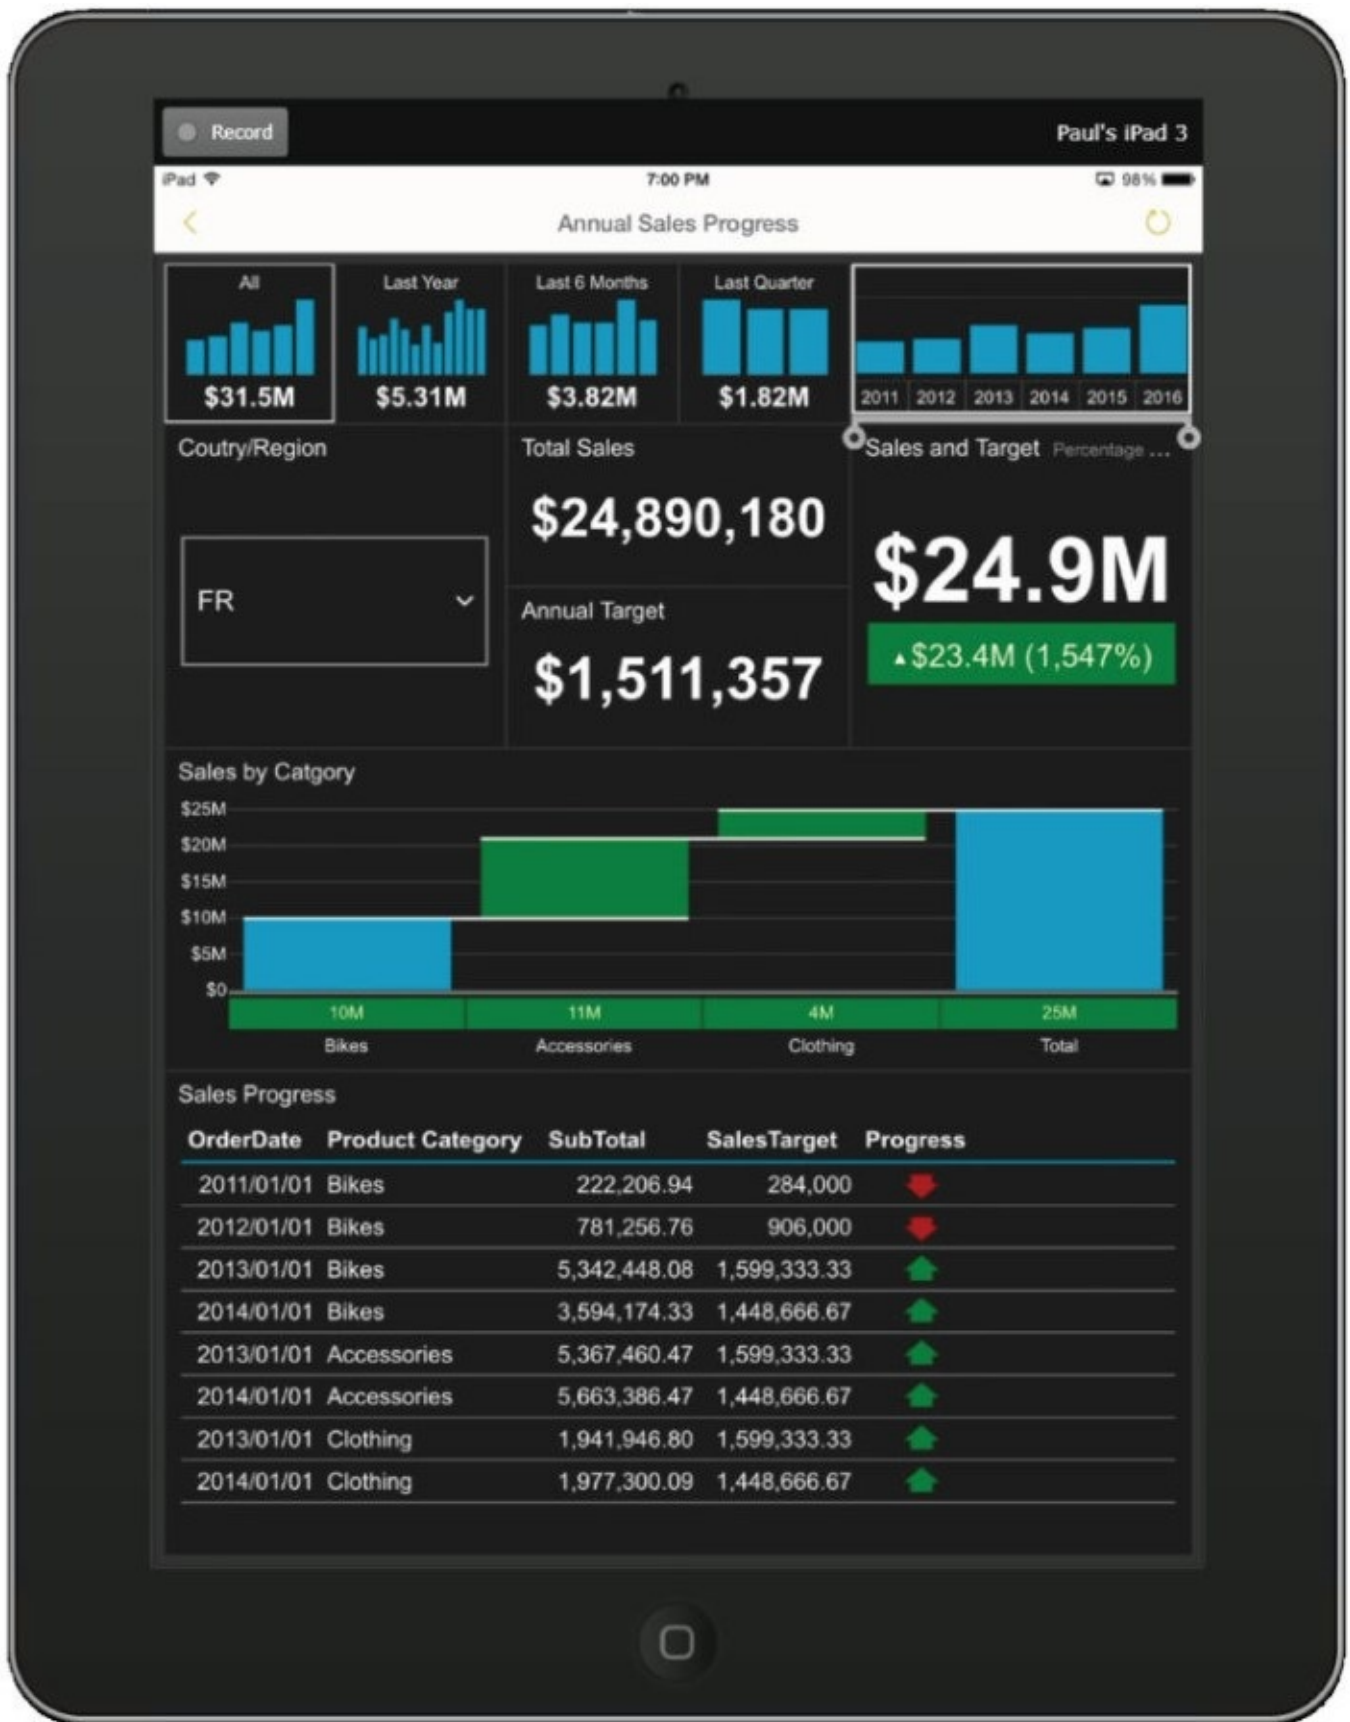 Record
Paul's iPad 3
iPad
7:00 PM
98%
Annual Sales Progress
All
Last Year
Last 6 Months
Last Quarter
$31.5M
$5.31M
$3.82M
$1.82M
2011 2012 2013 2014 2015 2016
Coutry/Region
FR
Total Sales
$24,890,180
Annual Target
$1,511,357
Sales and Target Percentage ...
$24.9M
▲$23.4M (1,547%)
Sales by Catgory
$25M
$20M
$15M
$10M
$5M
$0
10M 11M 4M 25M
Bikes Accessories Clothing Total
Sales Progress
OrderDate Product Category SubTotal SalesTarget Progress
2011/01/01 Bikes 222,206.94 284,000
2012/01/01 Bikes 781,256.76 906,000
2013/01/01 Bikes 5,342,448.08 1,599,333.33
2014/01/01 Bikes 3,594,174.33 1,448,666.67
2013/01/01 Accessories 5,367,460.47 1,599,333.33
2014/01/01 Accessories 5,663,386.47 1,448,666.67
2013/01/01 Clothing 1,941,946.80 1,599,333.33
2014/01/01 Clothing 1,977,300.09 1,448,666.67